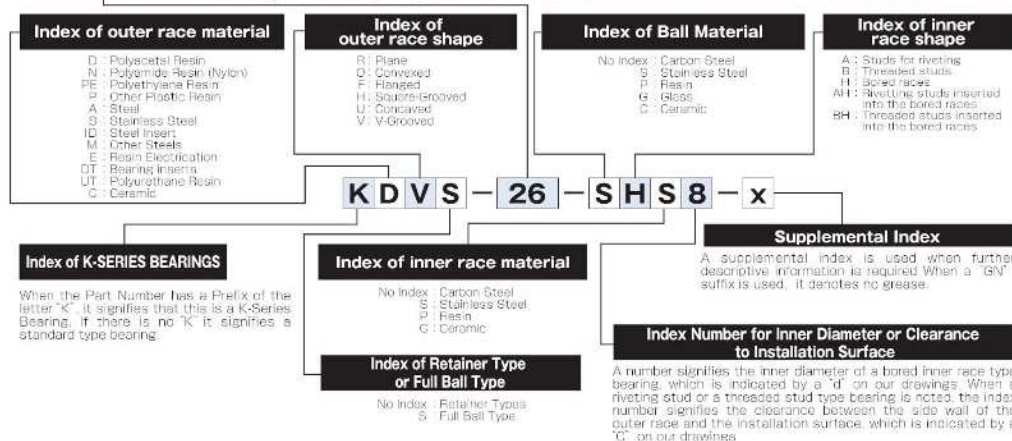 Index of outer race material
D : Polyacetal Resin
N : Polyamide Resin (Nylon)
PE : Polyethylene Resin
P : Other Plastic Resin
A : Steel
S : Stainless Steel
ID : Steel Insert
M : Other Steels
E : Resin Electrication
DT : Bearing inserts
UT : Polyurethane Resin
C : Ceramic
Index of
outer race shape
R : Plane
O : Convexed
F : Flanged
H : Square-Grooved
U : Concaved
V : V-Grooved
Index of Ball Material
No Index : Carbon Steel
S : Stainless Steel
P : Resin
G : Glass
C : Ceramic
Index of inner
race shape
A : Studs for riveting
B : Threaded studs
H : Bored races
AH : Rivetting studs inserted
into the bored races
BH : Threaded studs inserted
into the bored races
K D V S - 26 - S H S 8 - x
Index of K-SERIES BEARINGS
When the Part Number has a Prefix of the
letter "K", it signifies that this is a K-Series
Bearing. If there is no "K" it signifies a
standard type bearing.
Index of inner race material
No Index : Carbon Steel
S : Stainless Steel
P : Resin
C : Ceramic
Index of Retainer Type
or Full Ball Type
No Index : Retainer Types
S : Full Ball Type
Supplemental Index
A supplemental index is used when further
descriptive information is required When a "GN"
suffix is used, it denotes no grease.
Index Number for Inner Diameter or Clearance
to Installation Surface
A number signifies the inner diameter of a bored inner race type
bearing, which is indicated by a "d" on our drawings. When a
riveting stud or a threaded stud type bearing is noted, the index
number signifies the clearance between the side wall of the
outer race and the installation surface, which is indicated by a
"C" on our drawings